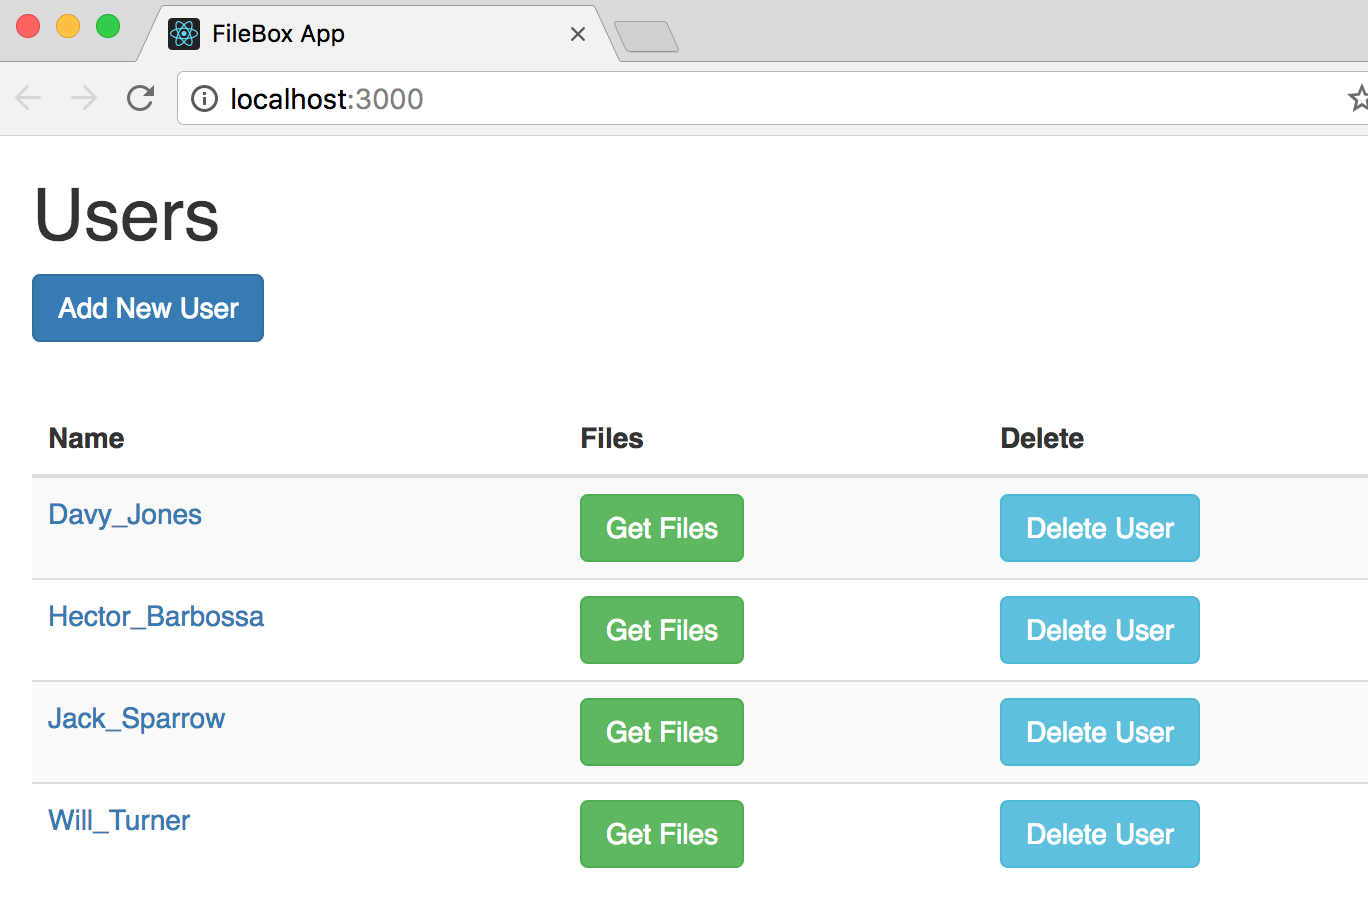 FileBox App
localhost:3000
Users
Add New User
Name Files Delete
Davy_Jones Get Files Delete User
Hector_Barbossa Get Files Delete User
Jack_Sparrow Get Files Delete User
Will_Turner Get Files Delete User